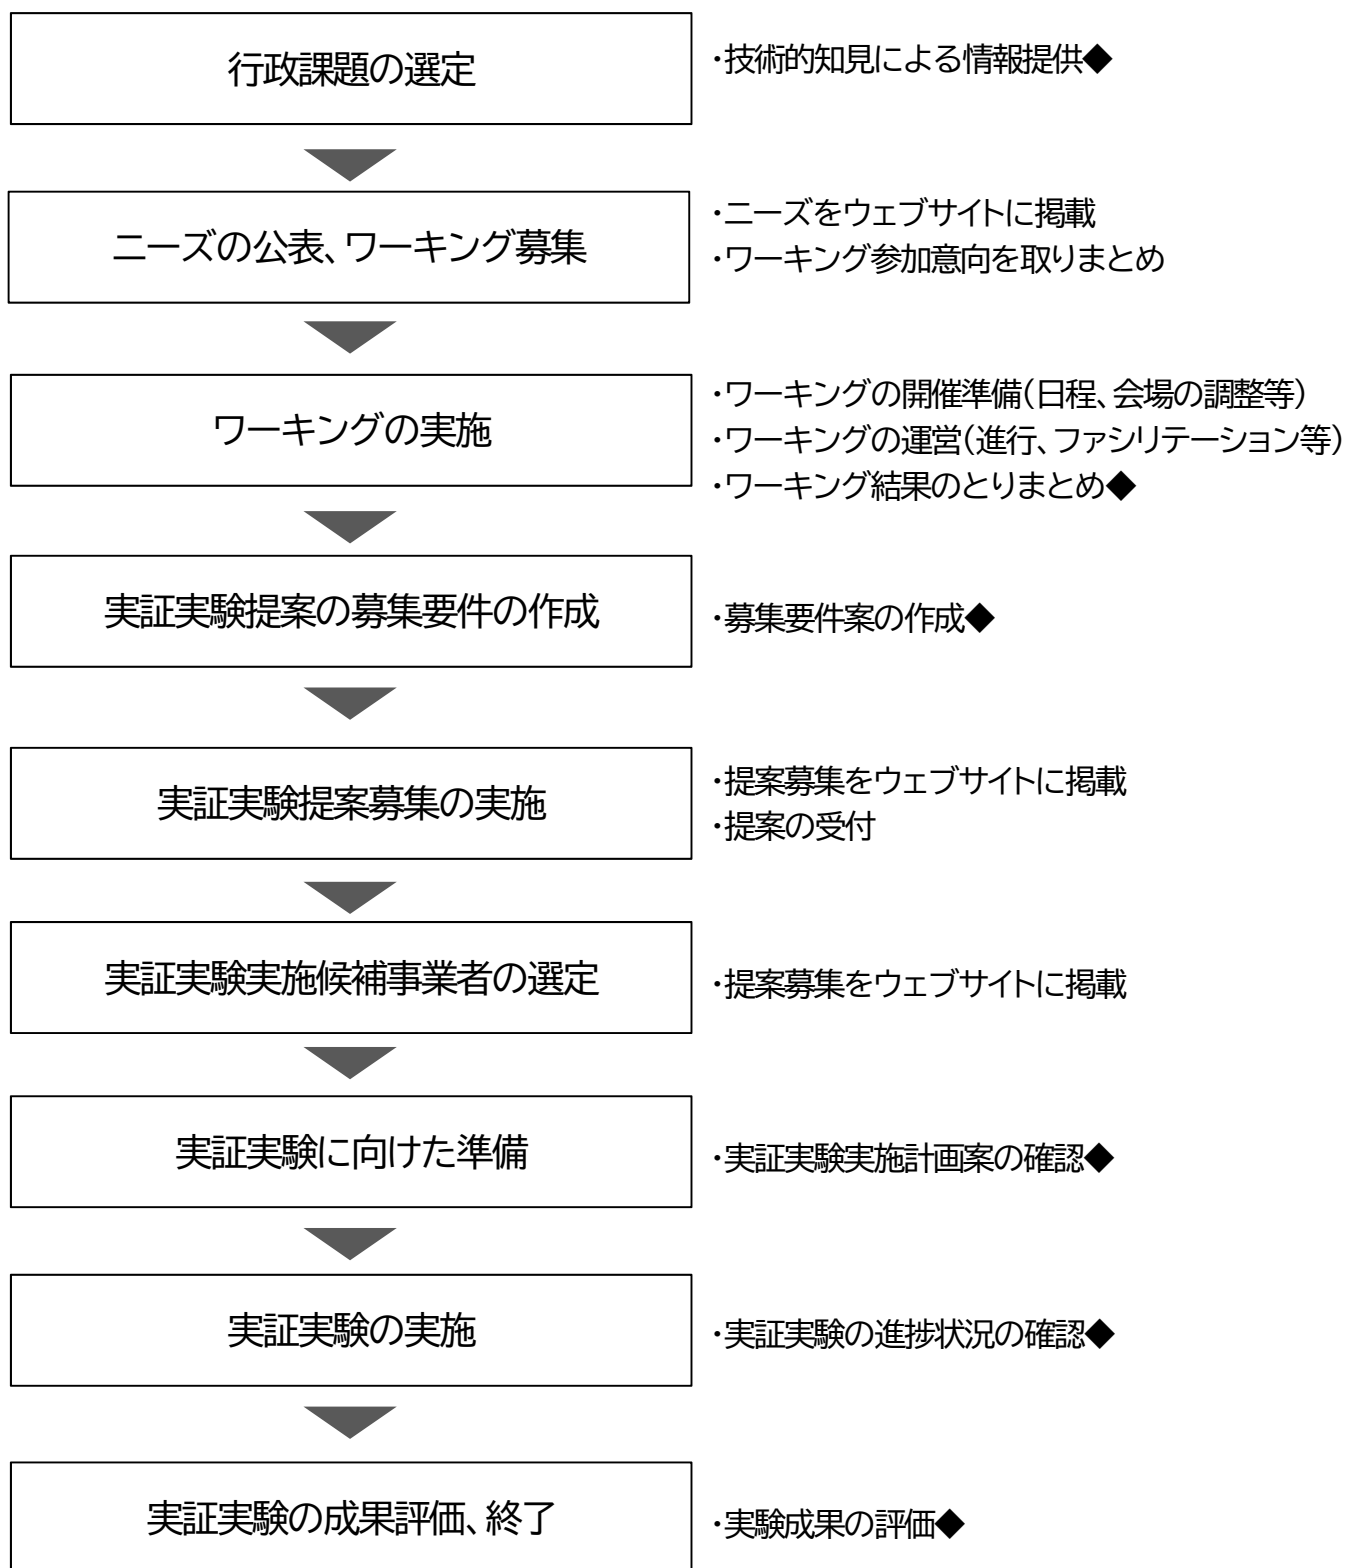 行政課題の選定
・技術的知見による情報提供◆
ニーズの公表、ワーキング募集
・ニーズをウェブサイトに掲載
・ワーキング参加意向を取りまとめ
ワーキングの実施
・ワーキングの開催準備(日程、会場の調整等)
・ワーキングの運営(進行、ファシリテーション等)
・ワーキング結果のとりまとめ◆
実証実験提案の募集要件の作成
・募集要件案の作成◆
実証実験提案募集の実施
・提案募集をウェブサイトに掲載
・提案の受付
実証実験実施候補事業者の選定
・提案募集をウェブサイトに掲載
実証実験に向けた準備
・実証実験実施計画案の確認◆
実証実験の実施
・実証実験の進捗状況の確認◆
実証実験の成果評価、終了
・実験成果の評価◆